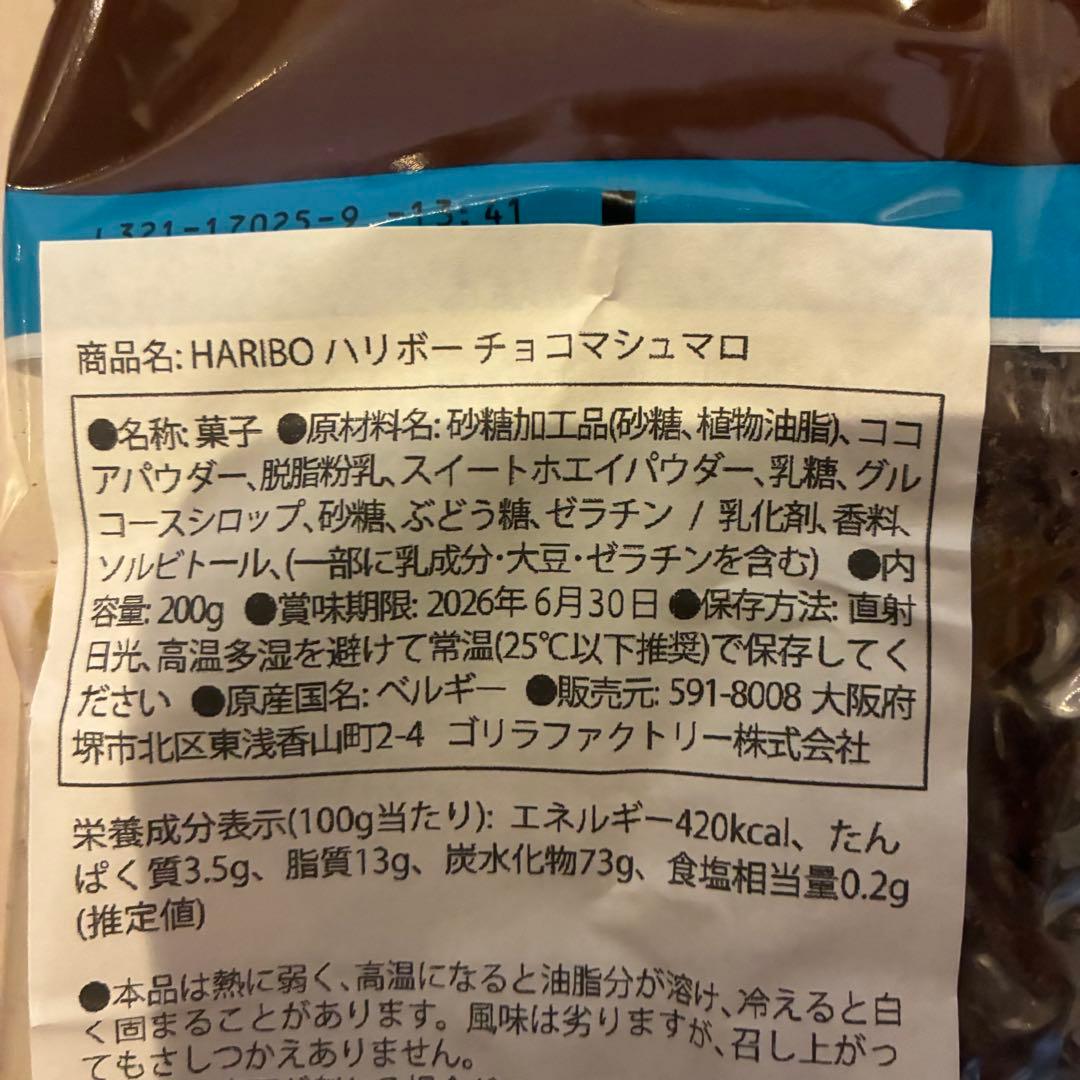 L321-17025-9 -13:41
商品名: HARIBO ハリボー チョコマシュマロ
●名称: 菓子 ●原材料名: 砂糖加工品(砂糖、植物油脂)、ココ
アパウダー、脱脂粉乳、スイートホエイパウダー、乳糖、グル
コースシロップ、砂糖、ぶどう糖、ゼラチン / 乳化剤、香料、
ソルビトール、(一部に乳成分・大豆・ゼラチンを含む) ●内
容量: 200g ●賞味期限: 2026年 6月30日 ●保存方法: 直射
日光、高温多湿を避けて常温(25℃以下推奨)で保存してく
ださい ●原産国名: ベルギー ●販売元: 591-8008 大阪府
堺市北区東浅香山町2-4 ゴリラファクトリー株式会社
栄養成分表示(100g当たり): エネルギー420kcal、たん
ぱく質3.5g、脂質13g、炭水化物73g、食塩相当量0.2g
(推定値)
●本品は熱に弱く、高温になると油脂分が溶け、冷えると白
く固まることがあります。風味は劣りますが、召し上がっ
てもさしつかえありません。